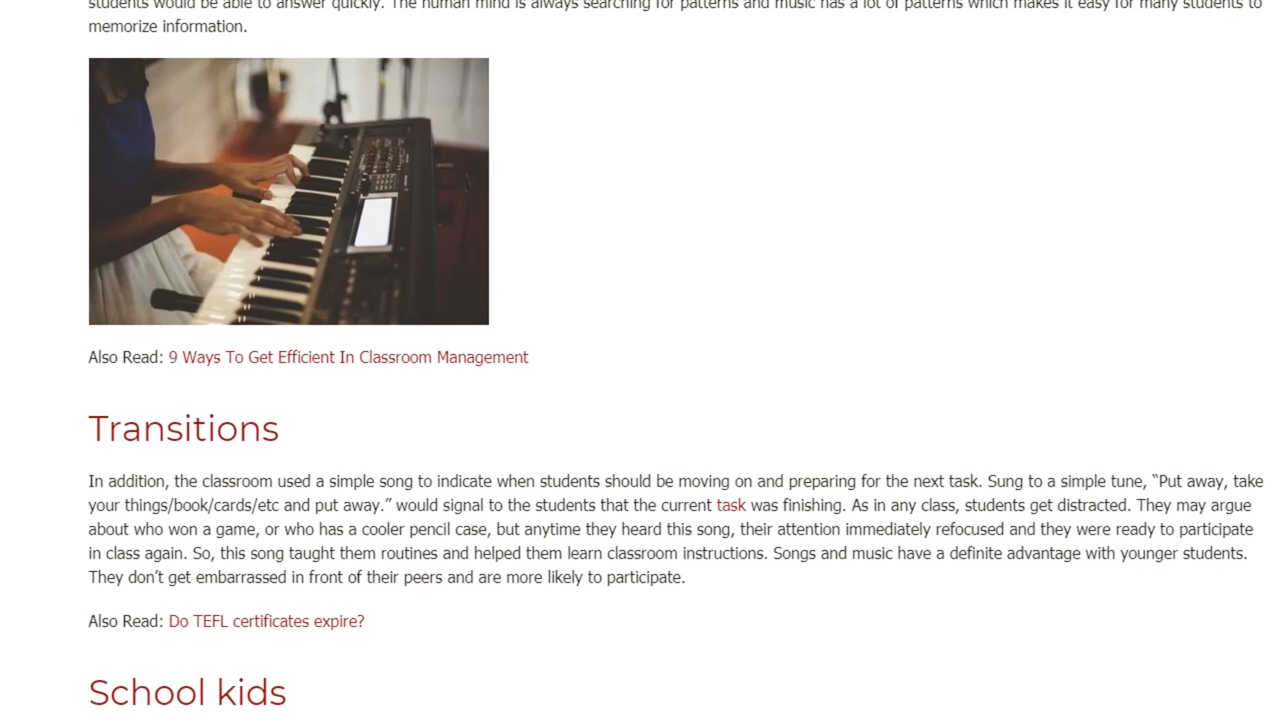 students would be able to answer quickly. The human mind is always searching for patterns and music has a lot of patterns which makes it easy for many students to
memorize information.
Also Read: 9 Ways To Get Efficient In Classroom Management
Transitions
In addition, the classroom used a simple song to indicate when students should be moving on and preparing for the next task. Sung to a simple tune, “Put away, take
your things/book/cards/etc and put away.” would signal to the students that the current task was finishing. As in any class, students get distracted. They may argue
about who won a game, or who has a cooler pencil case, but anytime they heard this song, their attention immediately refocused and they were ready to participate
in class again. So, this song taught them routines and helped them learn classroom instructions. Songs and music have a definite advantage with younger students.
They don’t get embarrassed in front of their peers and are more likely to participate.
Also Read: Do TEFL certificates expire?
School kids